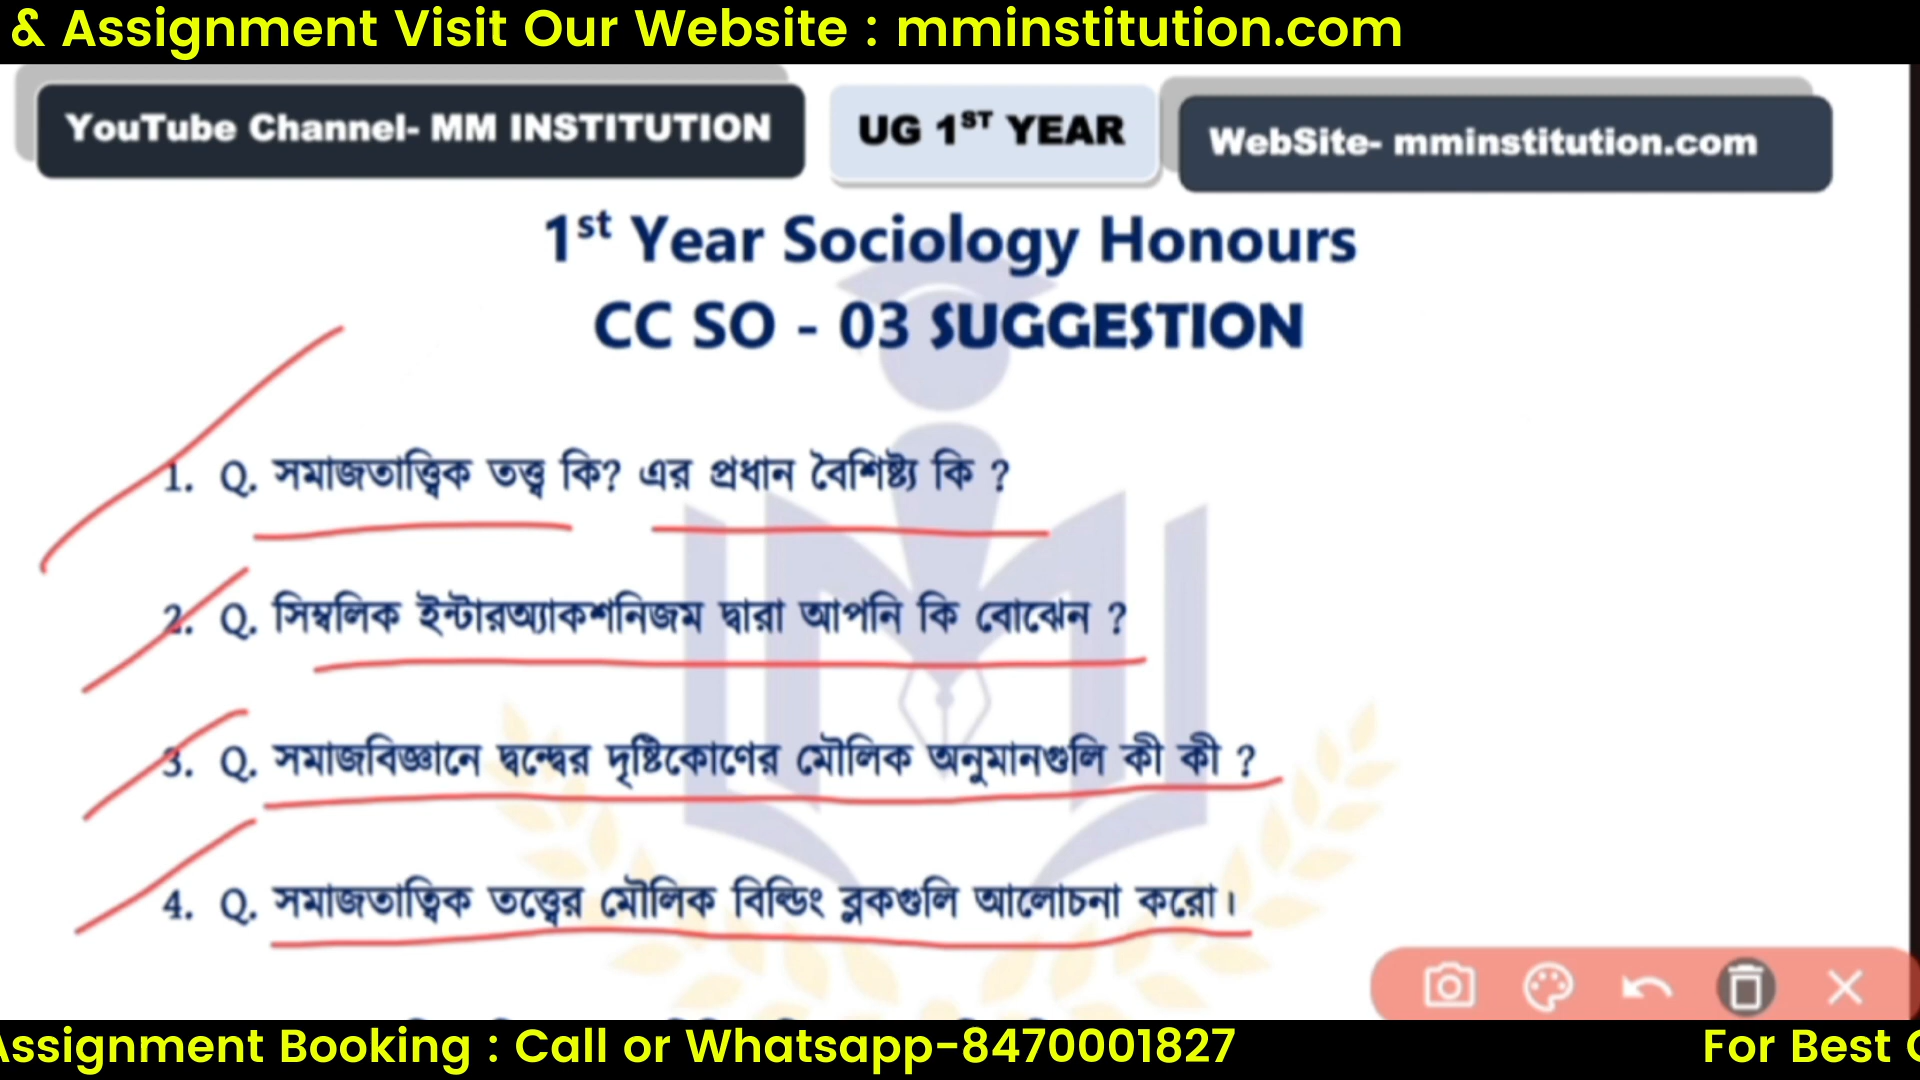 & Assignment Visit Our Website : mminstitution.com
YouTube Channel- MM INSTITUTION
UG 1ST YEAR
WebSite- mminstitution.com
1st Year Sociology Honours
CC SO - 03 SUGGESTION
1. Q. সমাজতাত্ত্বিক তত্ত্ব কি? এর প্রধান বৈশিষ্ট্য কি ?
2. Q. সিম্বলিক ইন্টারঅ্যাকশনিজম দ্বারা আপনি কি বোঝেন ?
3. Q. সমাজবিজ্ঞানে দ্বন্দ্বের দৃষ্টিকোণের মৌলিক অনুমানগুলি কী কী ?
4. Q. সমাজতাত্বিক তত্ত্বের মৌলিক বিল্ডিং ব্লকগুলি আলোচনা করো।
Assignment Booking : Call or Whatsapp-8470001827 For Best